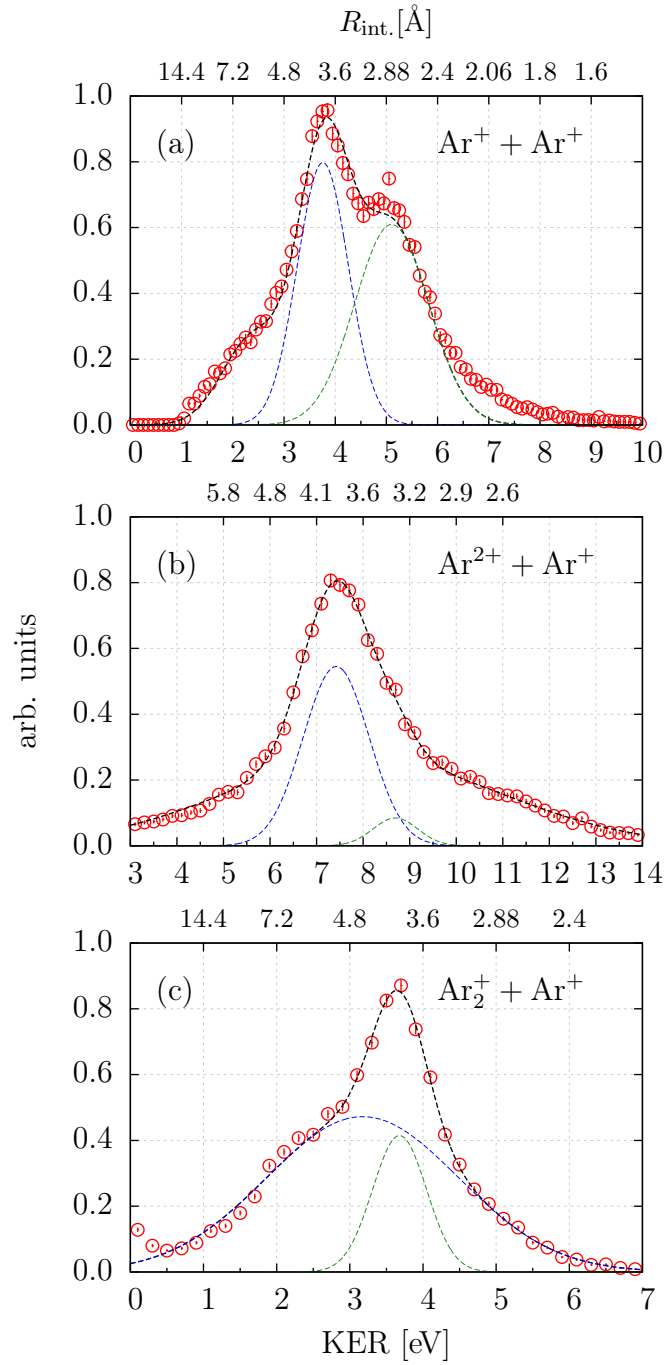 R_int. [Å]
14.4 7.2 4.8 3.6 2.88 2.4 2.06 1.8 1.6
1.0
(a) Ar⁺ + Ar⁺
0.8
0.6
0.4
0.2
0.0
0 1 2 3 4 5 6 7 8 9 10
5.8 4.8 4.1 3.6 3.2 2.9 2.6
1.0
(b) Ar²⁺ + Ar⁺
0.8
0.6
arb. units
0.4
0.2
0.0
3 4 5 6 7 8 9 10 11 12 13 14
14.4 7.2 4.8 3.6 2.88 2.4
1.0
(c) Ar₂⁺ + Ar⁺
0.8
0.6
0.4
0.2
0.0
0 1 2 3 4 5 6 7
KER [eV]